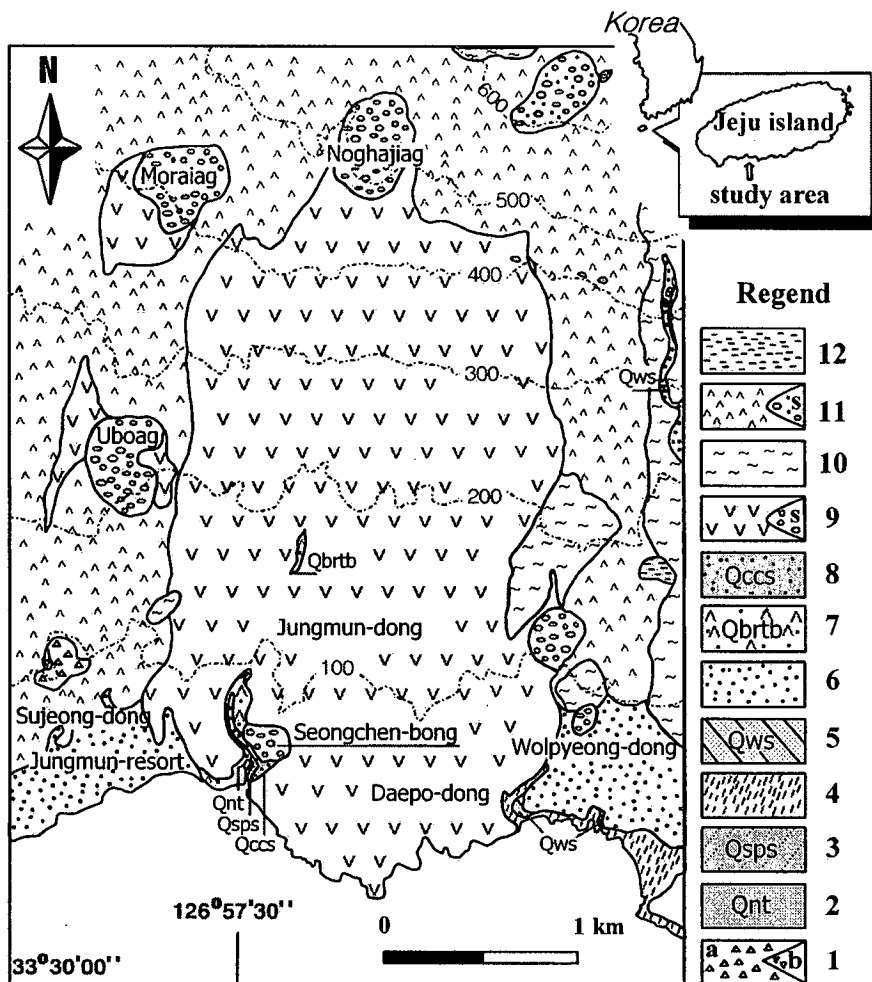 Korea
N
Jeju island
study area
600
Noghajiag
Moraiag
500
400
300
Qws
Uboag
200
Qbrtb
Jungmun-dong
100
Sujeong-dong
Seongchen-bong
Jungmun-resort
Wolpyeong-dong
Daepo-dong
Qnt
Qsps
Qccs
Qws
126°57'30''
0 1 km
33°30'00''
Regend
12
s 11
10
s 9
Qccs 8
Qbrtb 7
6
Qws 5
4
Qsps 3
Qnt 2
a b 1